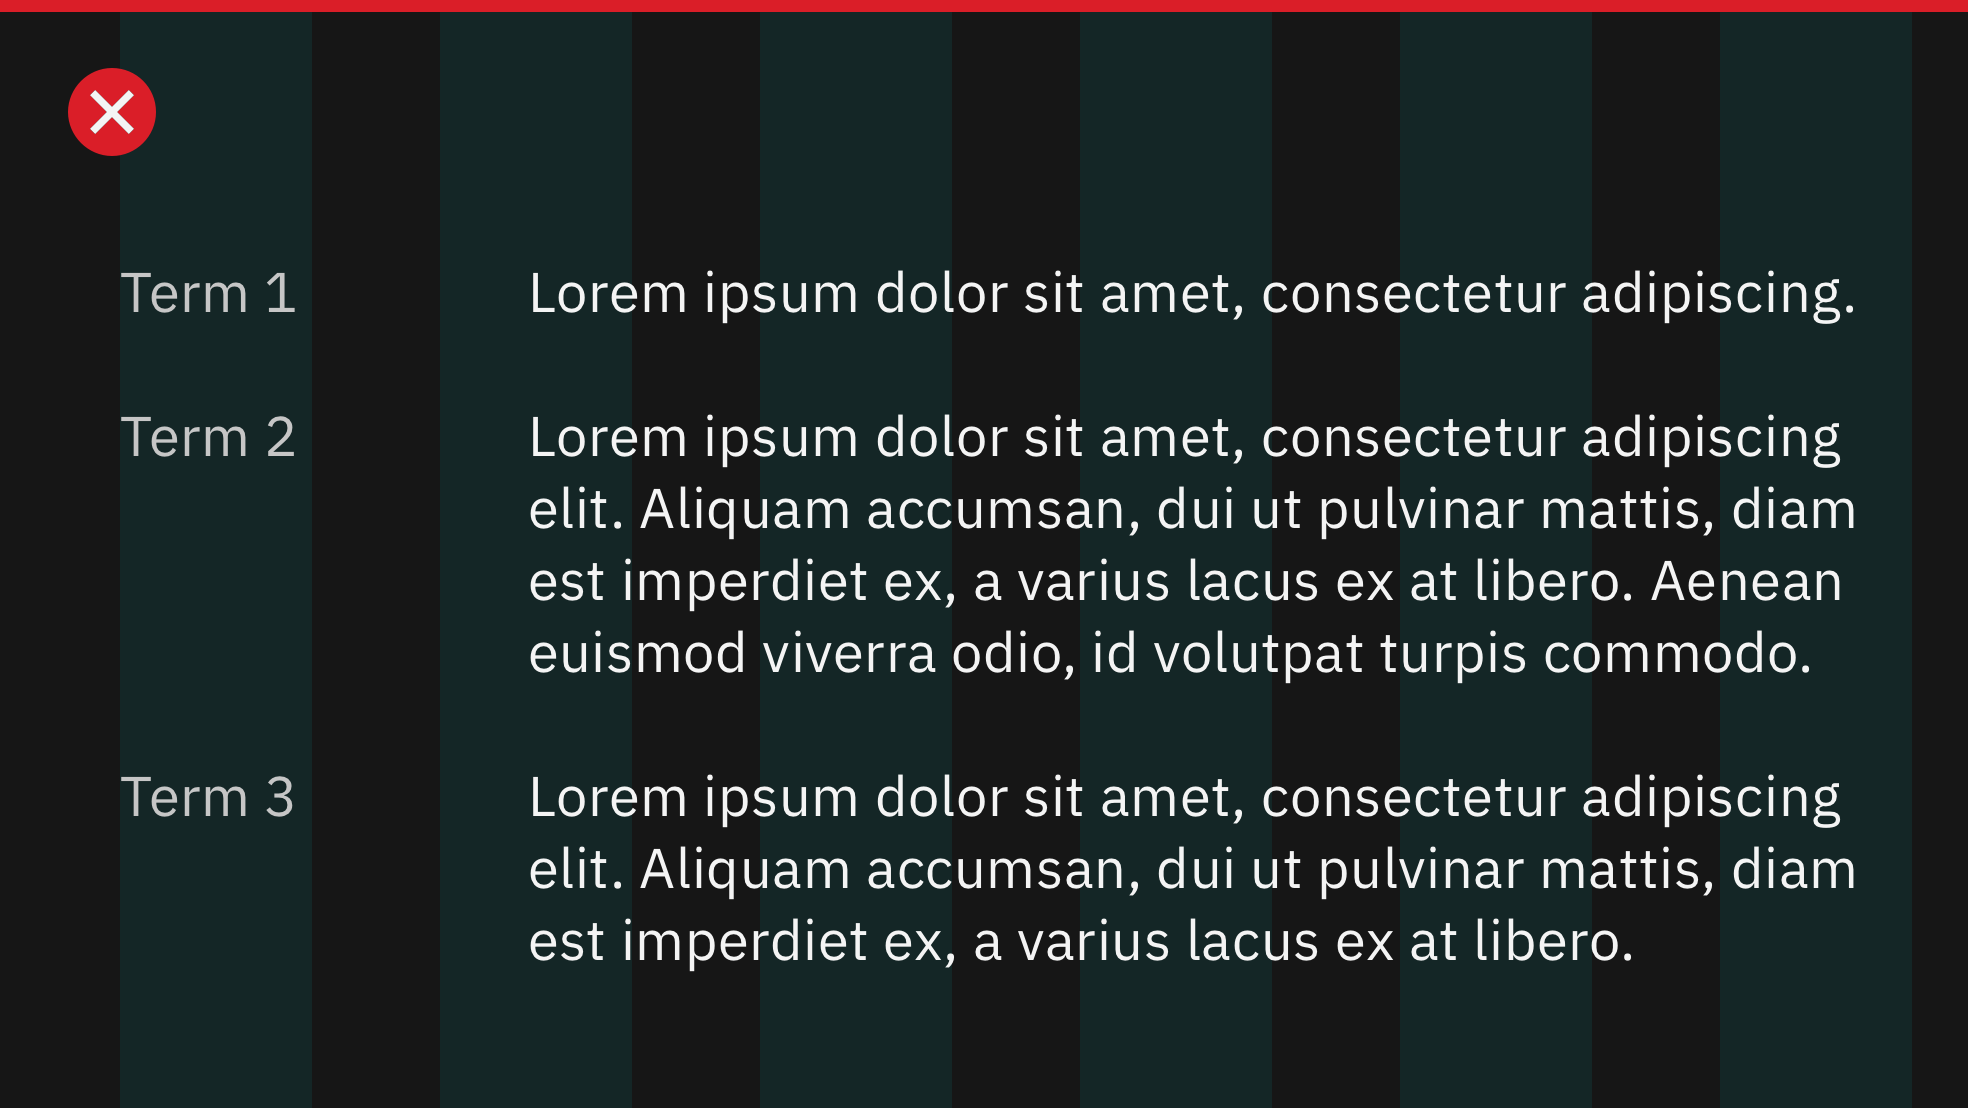 Term 1 Lorem ipsum dolor sit amet, consectetur adipiscing.
Term 2 Lorem ipsum dolor sit amet, consectetur adipiscing
elit. Aliquam accumsan, dui ut pulvinar mattis, diam
est imperdiet ex, a varius lacus ex at libero. Aenean
euismod viverra odio, id volutpat turpis commodo.
Term 3 Lorem ipsum dolor sit amet, consectetur adipiscing
elit. Aliquam accumsan, dui ut pulvinar mattis, diam
est imperdiet ex, a varius lacus ex at libero.